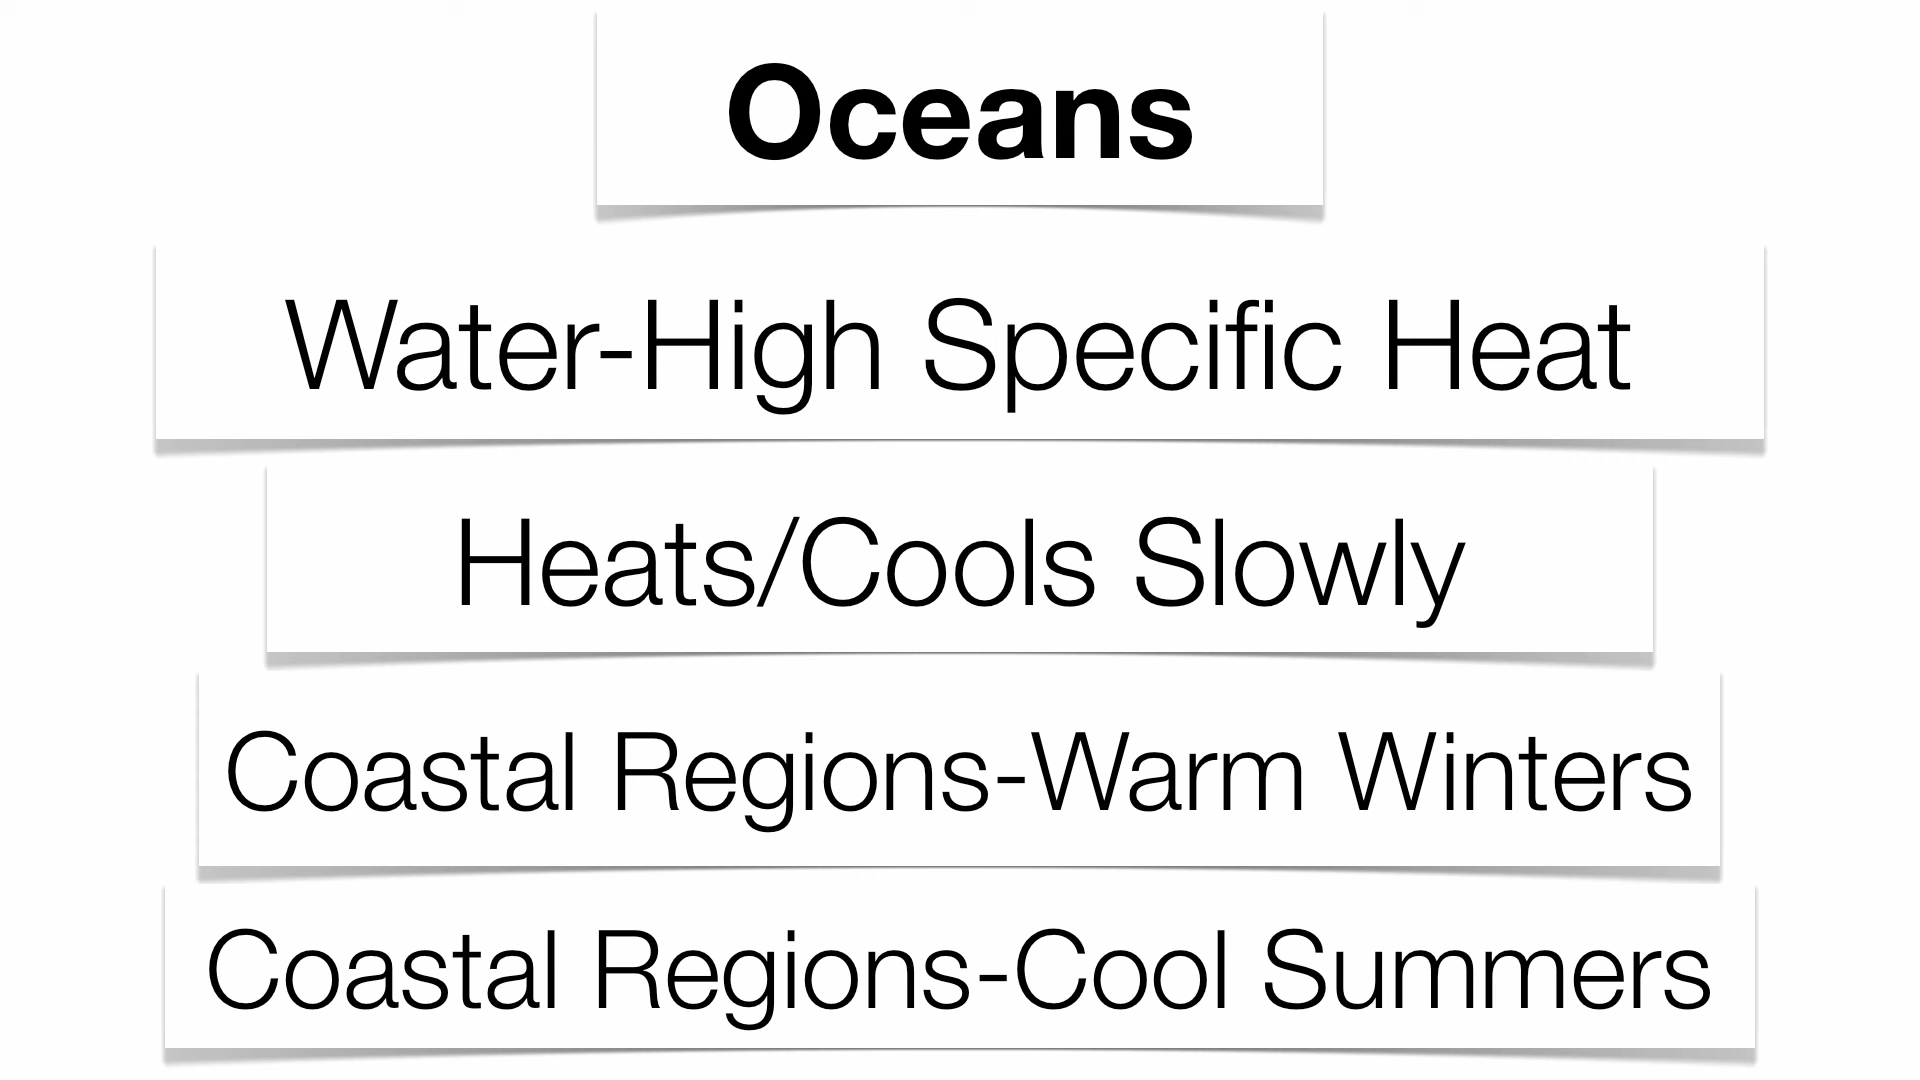 Oceans
Water-High Specific Heat
Heats/Cools Slowly
Coastal Regions-Warm Winters
Coastal Regions-Cool Summers